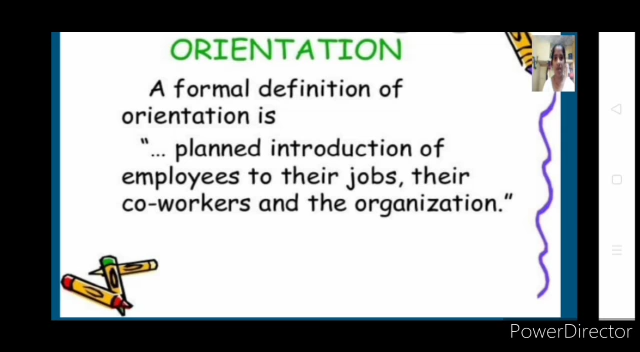 ORIENTATION
A formal definition of
orientation is
"... planned introduction of
employees to their jobs, their
co-workers and the organization."
PowerDirector